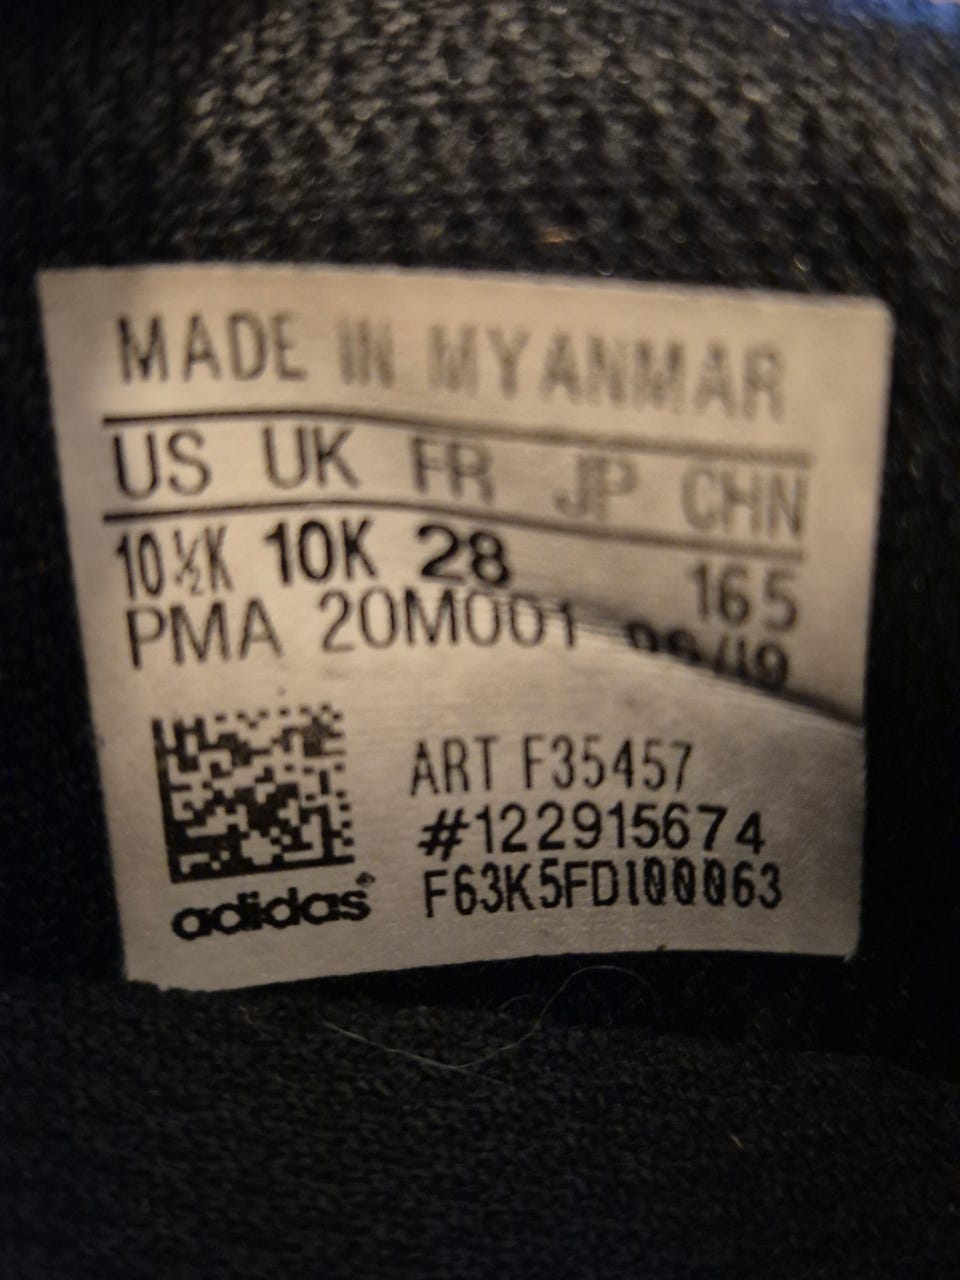 MADE IN MYANMAR
US UK FR JP CHN
10½K 10K 28 165
PMA 20M001
ART F35457
#122915674
F63K5FD100063
adidas